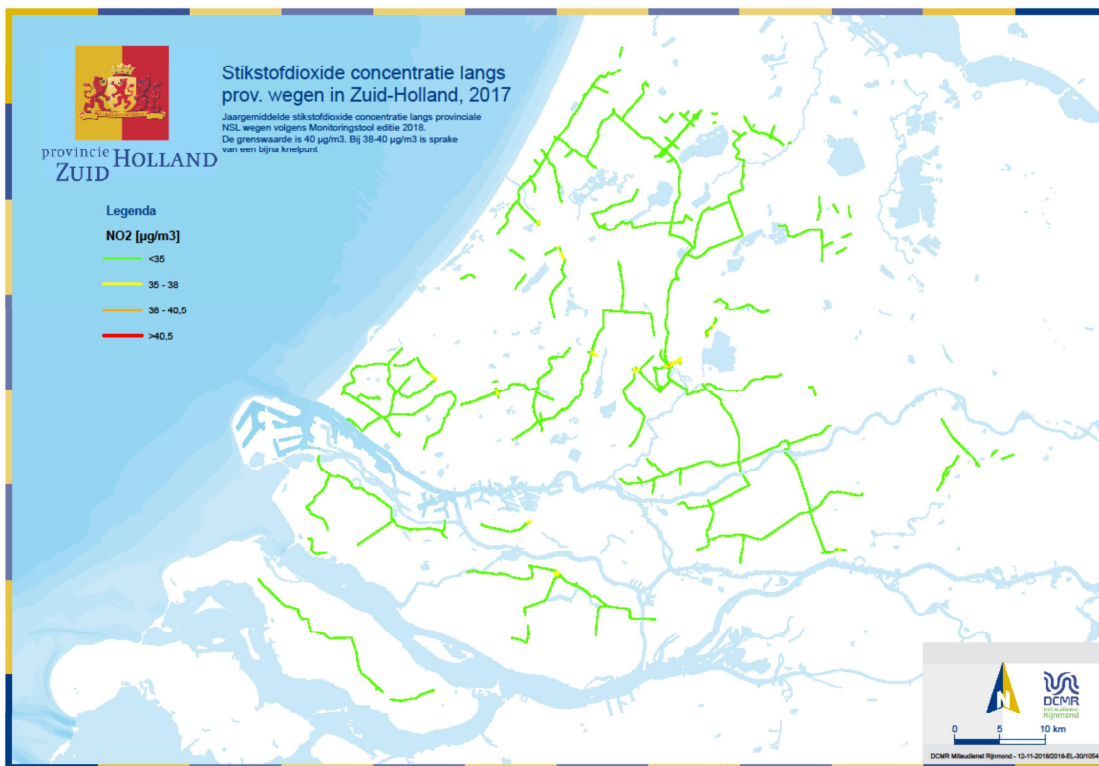 Stikstofdioxide concentratie langs
prov. wegen in Zuid-Holland, 2017
Jaargemiddelde stikstofdioxide concentratie langs provinciale
NSL wegen volgens Monitoringstool editie 2018.
De grenswaarde is 40 µg/m3. Bij 38-40 µg/m3 is sprake
van een bijna knelpunt
provincie HOLLAND
ZUID
Legenda
NO2 [µg/m3]
<35
35 - 38
38 - 40,5
>40,5
N
DCMR
milieudienst
Rijnmond
0 5 10 km
DCMR Milieudienst Rijnmond - 12-11-2018/2018-EL-30/1054